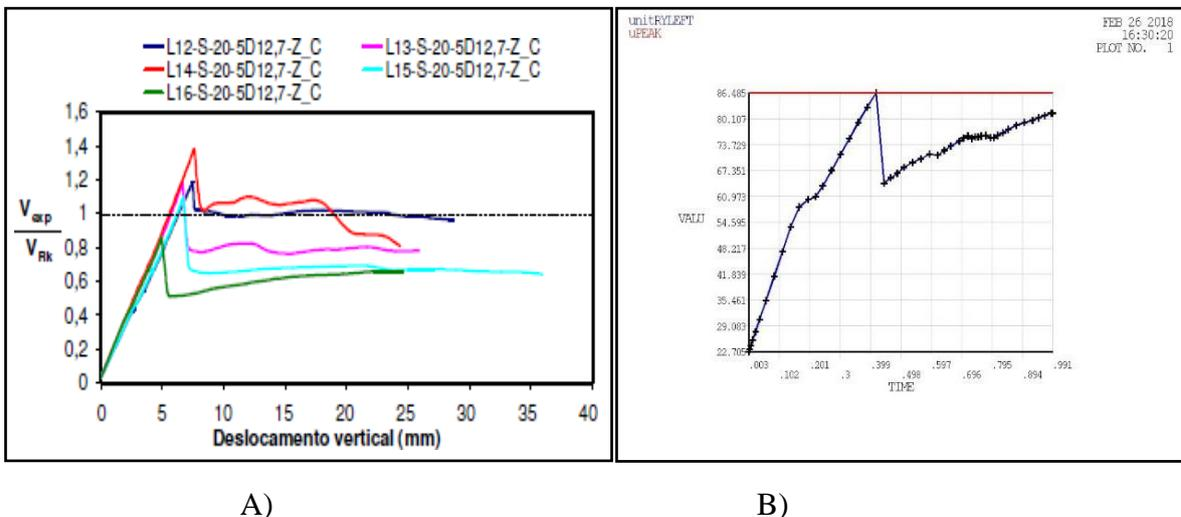 L12-S-20-5D12,7-Z_C L13-S-20-5D12,7-Z_C
L14-S-20-5D12,7-Z_C L15-S-20-5D12,7-Z_C
L16-S-20-5D12,7-Z_C
1,6
1,4
1,2
1
0,8
0,6
0,4
0,2
0
V_exp
V_Rk
0 5 10 15 20 25 30 35 40
Deslocamento vertical (mm)
A)
unitRYLEFT
uPEAK
FEB 26 2018
16:30:20
PLOT NO. 1
86.485
80.107
73.729
67.351
60.973
54.595
48.217
41.839
35.461
29.083
22.705
VALU
.003 .201 .399 .597 .795 .991
.102 .3 .498 .696 .894
TIME
B)